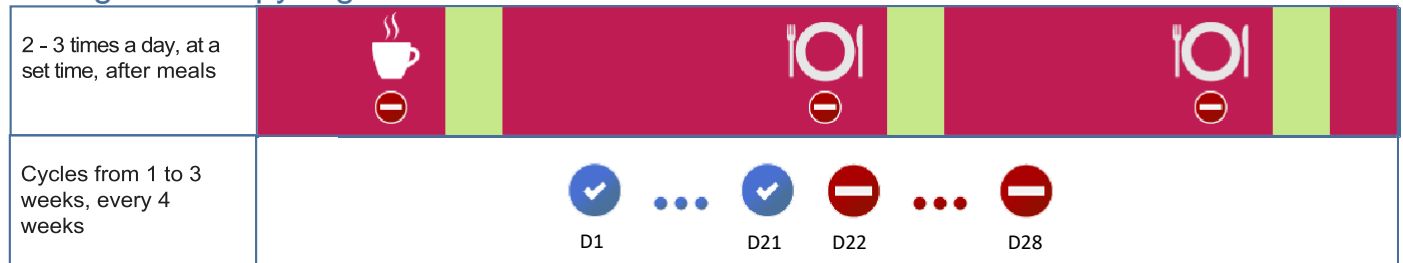 2 - 3 times a day, at a
set time, after meals
Cycles from 1 to 3
weeks, every 4
weeks
D1
D21
D22
D28